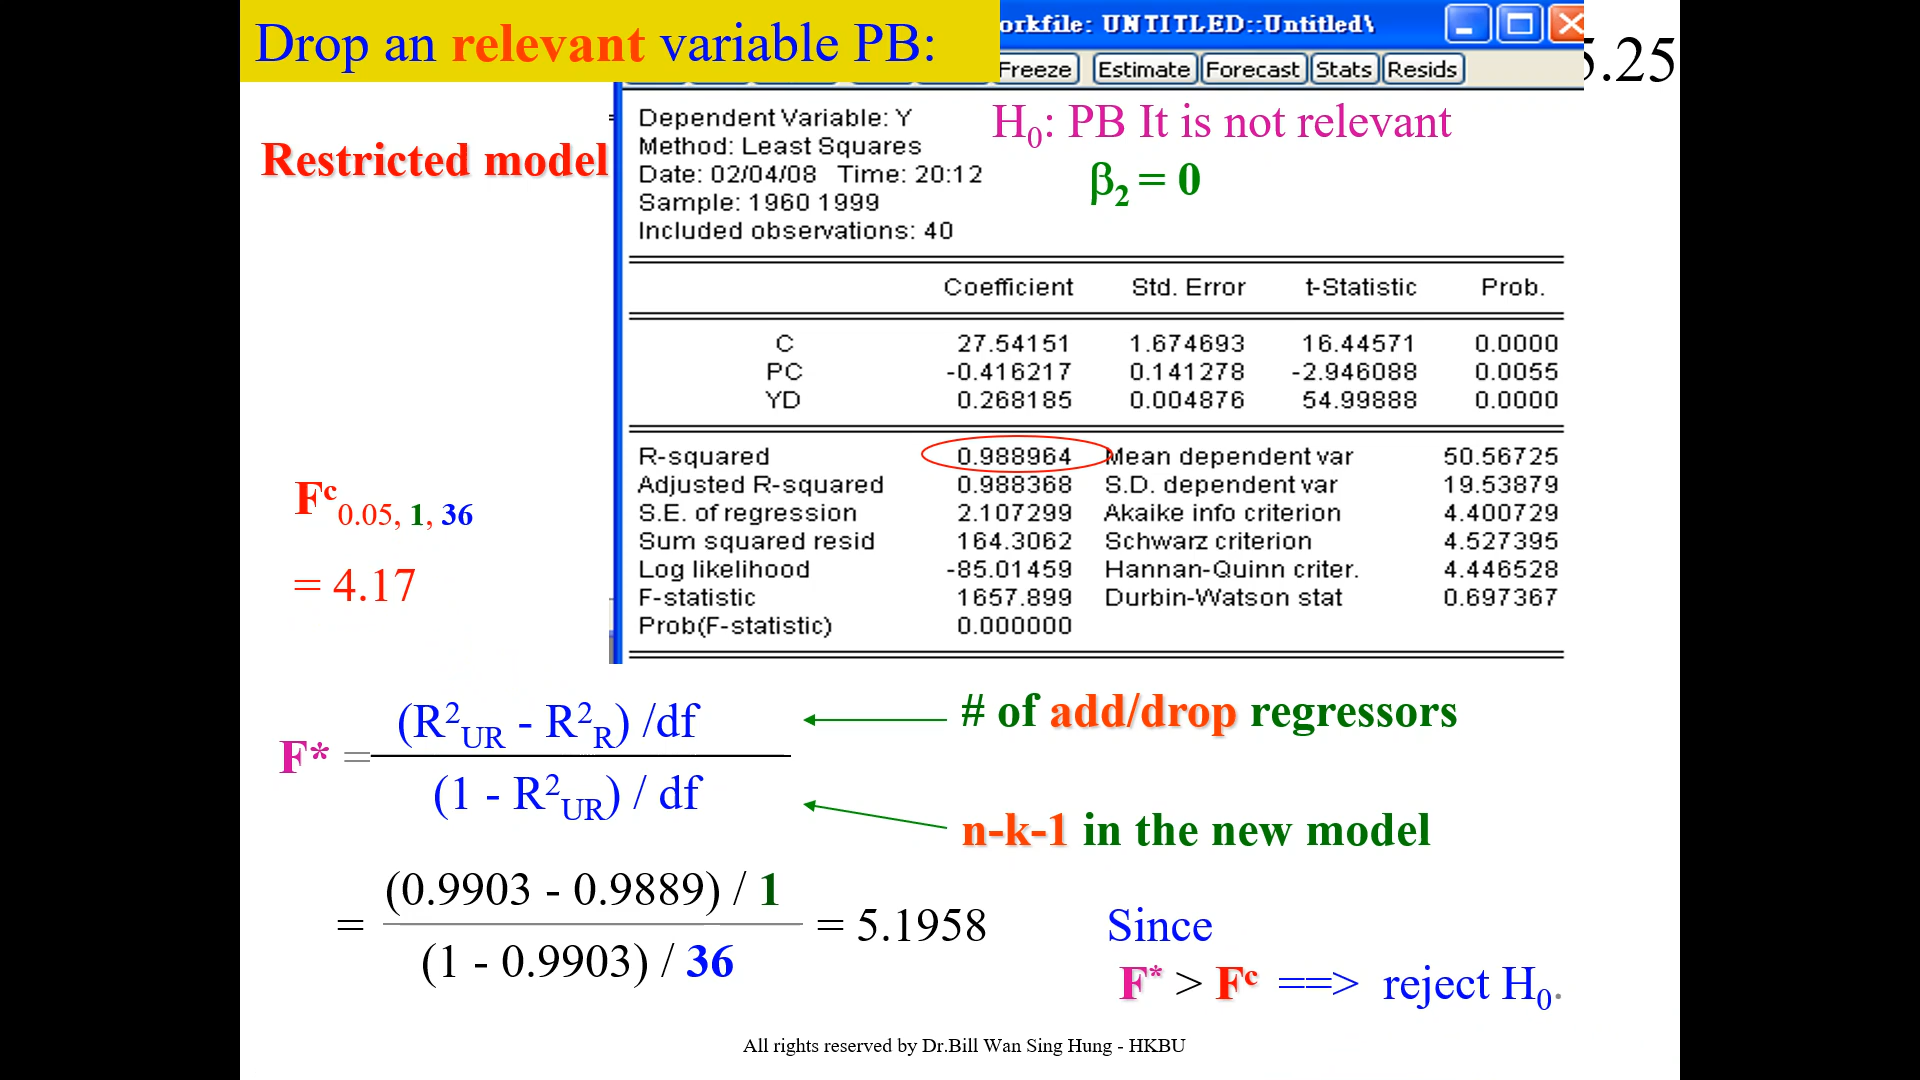 Drop an relevant variable PB:
orkfile: UNTITLED::Untitled\
Freeze Estimate Forecast Stats Resids
5.25
Restricted model
Dependent Variable: Y
Method: Least Squares
Date: 02/04/08 Time: 20:12
Sample: 1960 1999
Included observations: 40
H0: PB It is not relevant
β2 = 0
Coefficient Std. Error t-Statistic Prob.
C 27.54151 1.674693 16.44571 0.0000
PC -0.416217 0.141278 -2.946088 0.0055
YD 0.268185 0.004876 54.99888 0.0000
R-squared 0.988964 Mean dependent var 50.56725
Adjusted R-squared 0.988368 S.D. dependent var 19.53879
S.E. of regression 2.107299 Akaike info criterion 4.400729
Sum squared resid 164.3062 Schwarz criterion 4.527395
Log likelihood -85.01459 Hannan-Quinn criter. 4.446528
F-statistic 1657.899 Durbin-Watson stat 0.697367
Prob(F-statistic) 0.000000
Fc 0.05, 1, 36
= 4.17
(R²UR - R²R) /df
F* =
(1 - R²UR) / df
# of add/drop regressors
n-k-1 in the new model
(0.9903 - 0.9889) / 1
= = 5.1958
(1 - 0.9903) / 36
Since
F* > Fc ==> reject H0.
All rights reserved by Dr.Bill Wan Sing Hung - HKBU